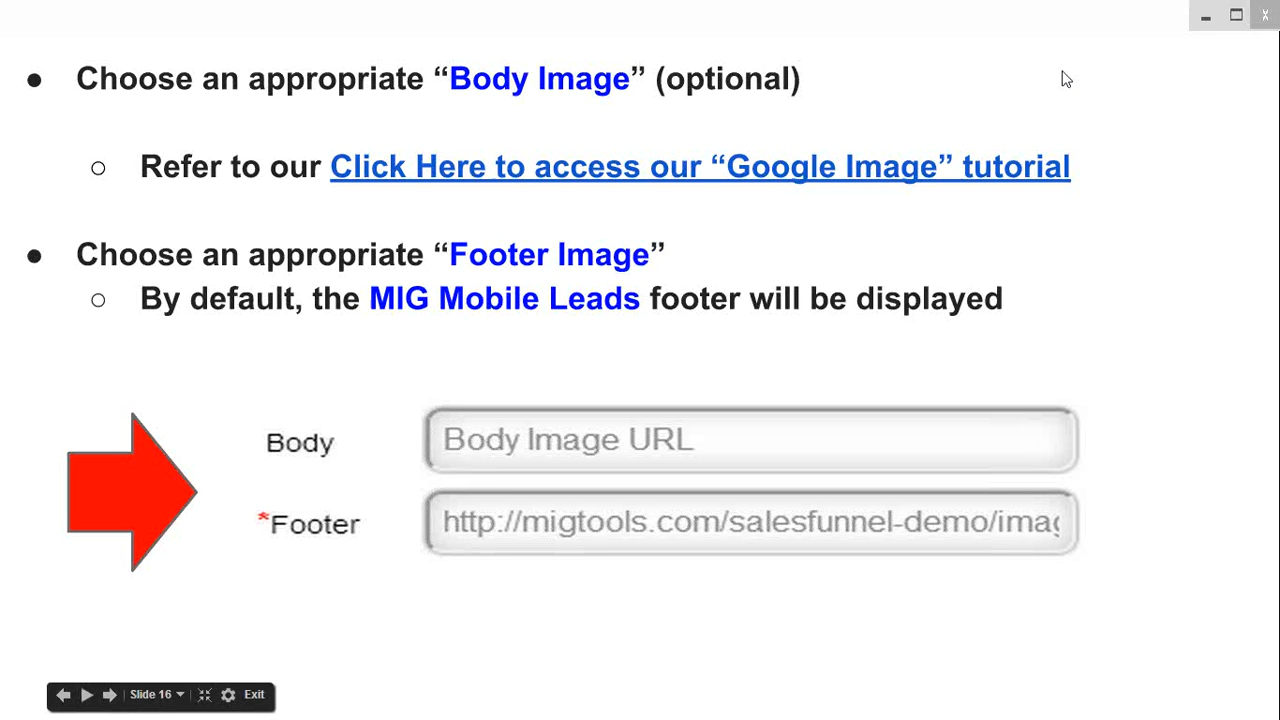 ● Choose an appropriate “Body Image” (optional)
○ Refer to our Click Here to access our “Google Image” tutorial
● Choose an appropriate “Footer Image”
○ By default, the MIG Mobile Leads footer will be displayed
Body Body Image URL
*Footer http://migtools.com/salesfunnel-demo/imag
Slide 16 Exit